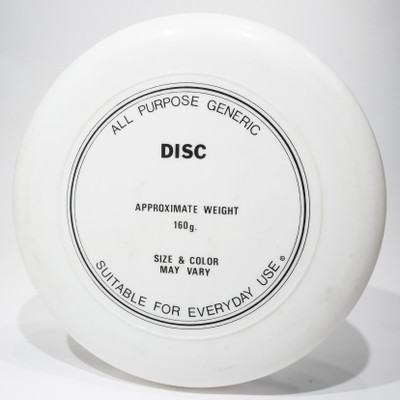 ALL PURPOSE GENERIC
DISC
APPROXIMATE WEIGHT
160g.
SIZE & COLOR
MAY VARY
SUITABLE FOR EVERYDAY USE©